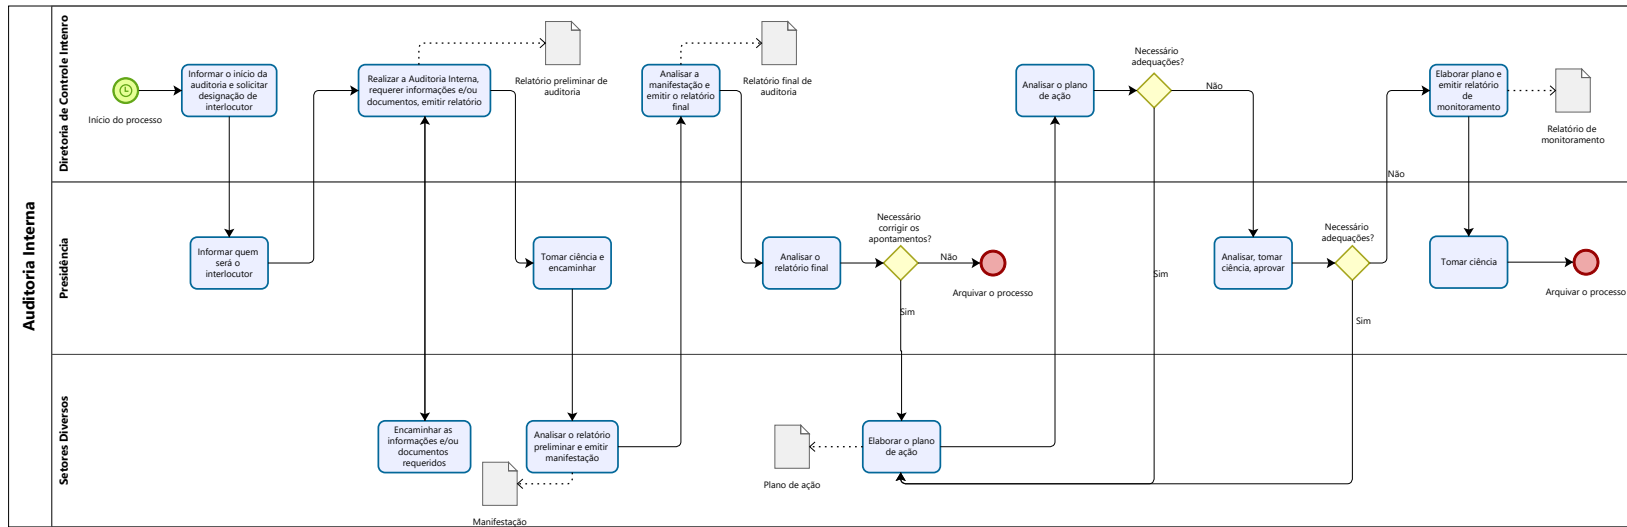 Auditoria Interna
Diretoria de Controle Intenro
Início do processo
Informar o início da
auditoria e solicitar
designação de
interlocutor
Realizar a Auditoria Interna,
requerer informações e/ou
documentos, emitir relatório
Relatório preliminar de
auditoria
Analisar a
manifestação e
emitir o relatório
final
Relatório final de
auditoria
Analisar o plano
de ação
Necessário
adequações?
Não
Sim
Elaborar plano e
emitir relatório
de
monitoramento
Relatório de
monitoramento
Presidência
Informar quem
será o
interlocutor
Tomar ciência e
encaminhar
Analisar o
relatório final
Necessário
corrigir os
apontamentos?
Não
Sim
Arquivar o processo
Analisar, tomar
ciência, aprovar
Necessário
adequações?
Não
Sim
Tomar ciência
Arquivar o processo
Setores Diversos
Encaminhar as
informações e/ou
documentos
requeridos
Analisar o relatório
preliminar e emitir
manifestação
Manifestação
Plano de ação
Elaborar o plano
de ação